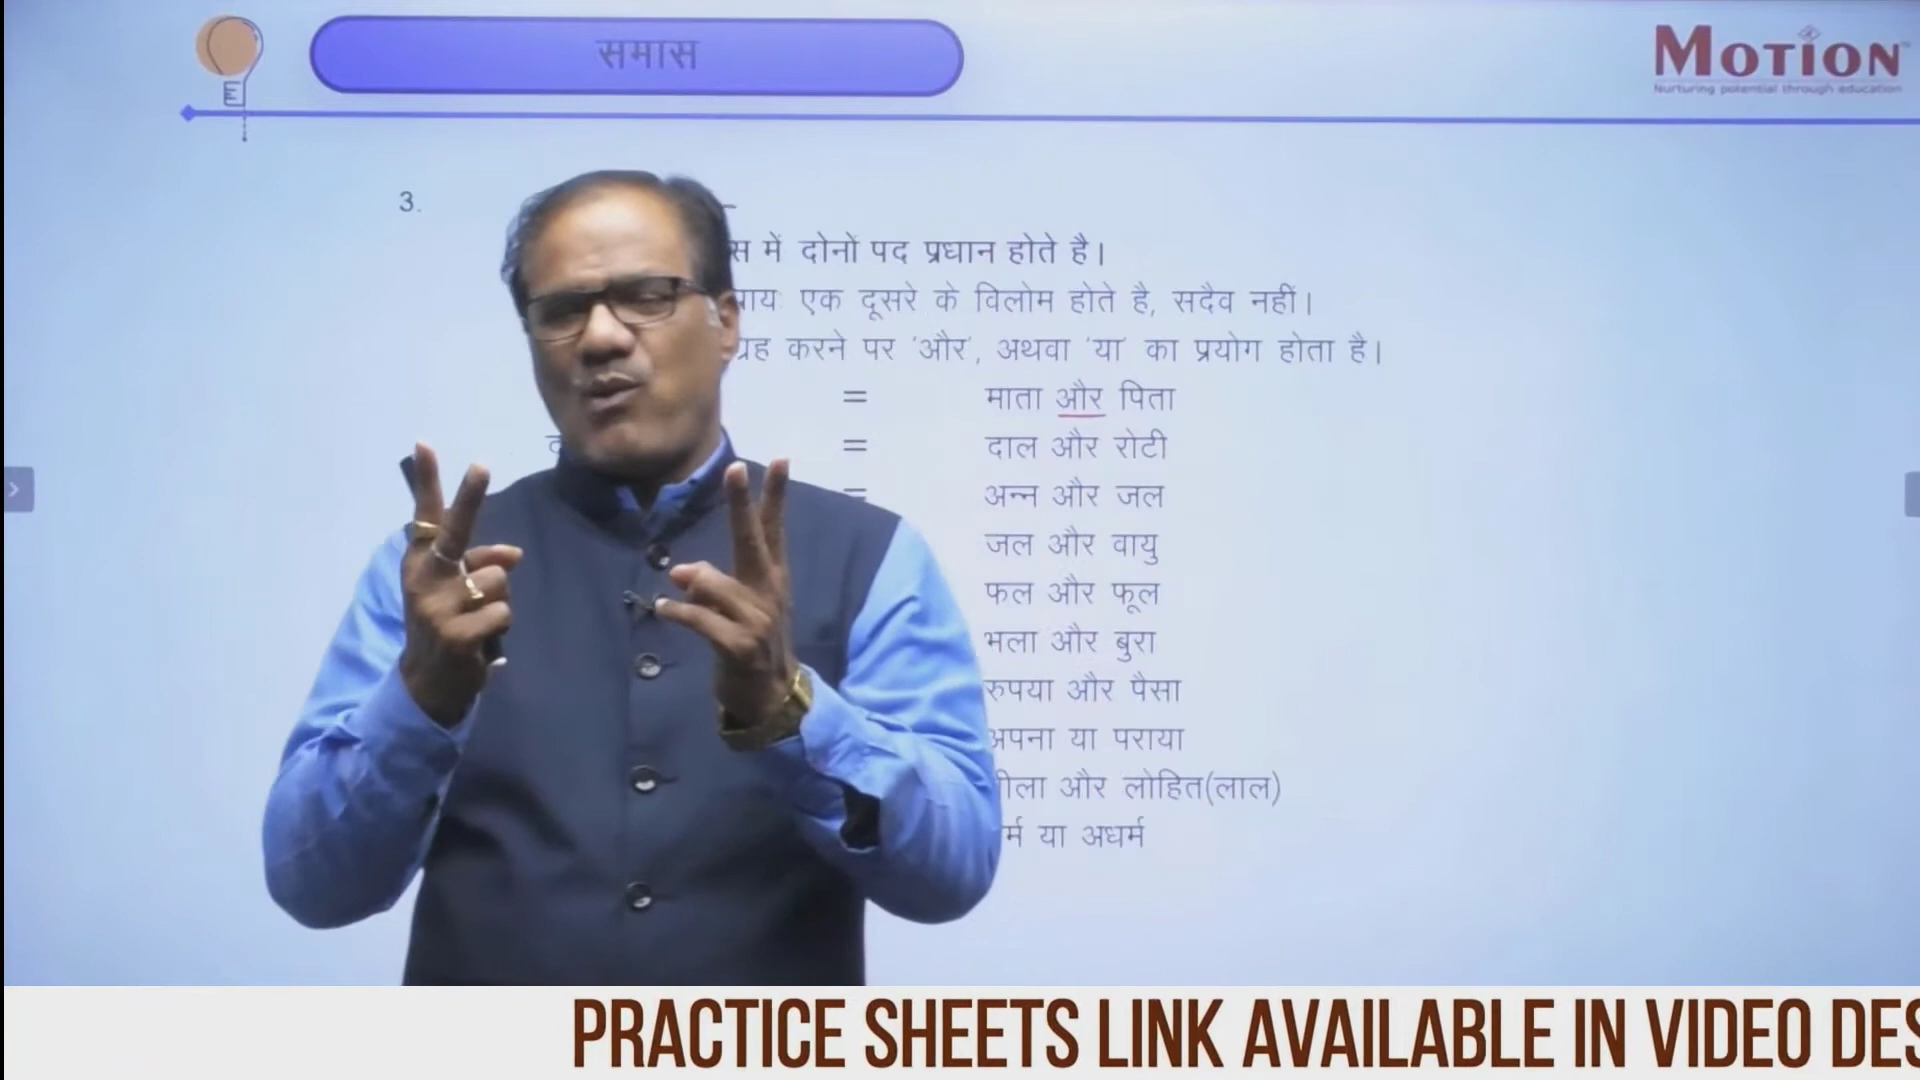 समास
MOTION
Nurturing potential through education
3.
में दोनों पद प्रधान होते है।
एक दूसरे के विलोम होते है, सदैव नहीं।
करने पर 'और', अथवा 'या' का प्रयोग होता है।
= माता और पिता
= दाल और रोटी
= अन्न और जल
जल और वायु
फल और फूल
भला और बुरा
रुपया और पैसा
अपना या पराया
और लोहित(लाल)
या अधर्म
PRACTICE SHEETS LINK AVAILABLE IN VIDEO